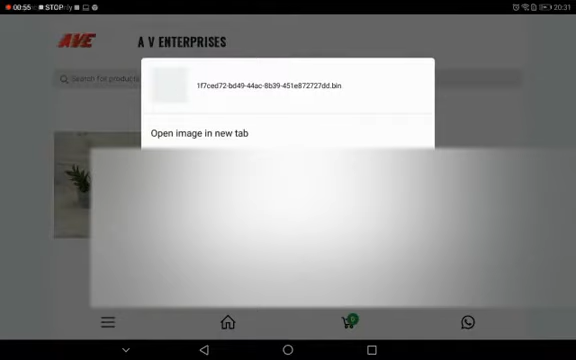 00:55 STOP 20:31
AVE A V ENTERPRISES
Search for products
1f7ced72-bd49-44ac-8b39-451e872727dd.bin
Open image in new tab
0